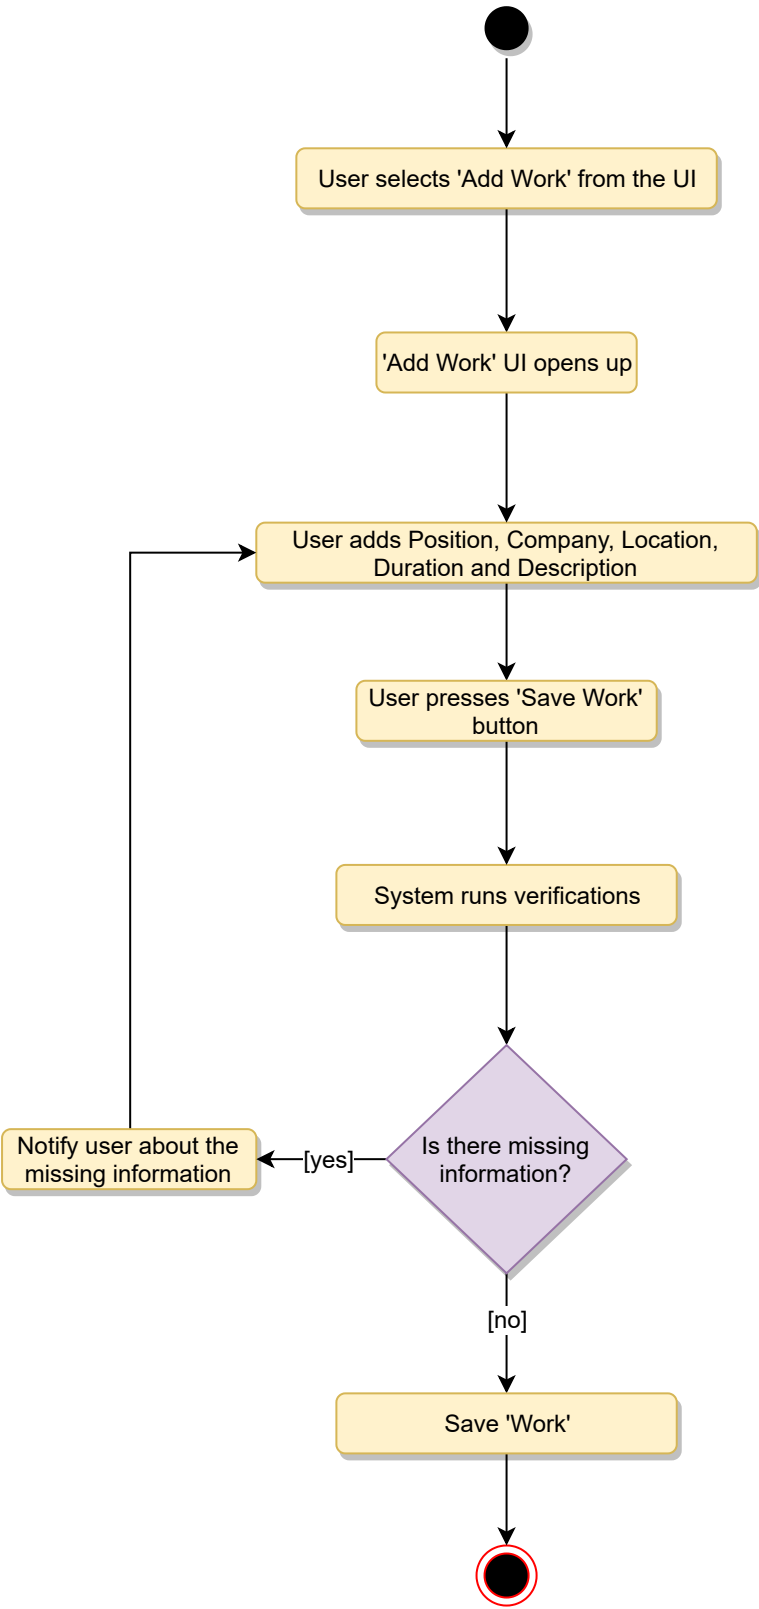 User selects 'Add Work' from the UI
'Add Work' UI opens up
User adds Position, Company, Location,
Duration and Description
User presses 'Save Work'
button
System runs verifications
Is there missing
information?
[yes]
Notify user about the
missing information
[no]
Save 'Work'